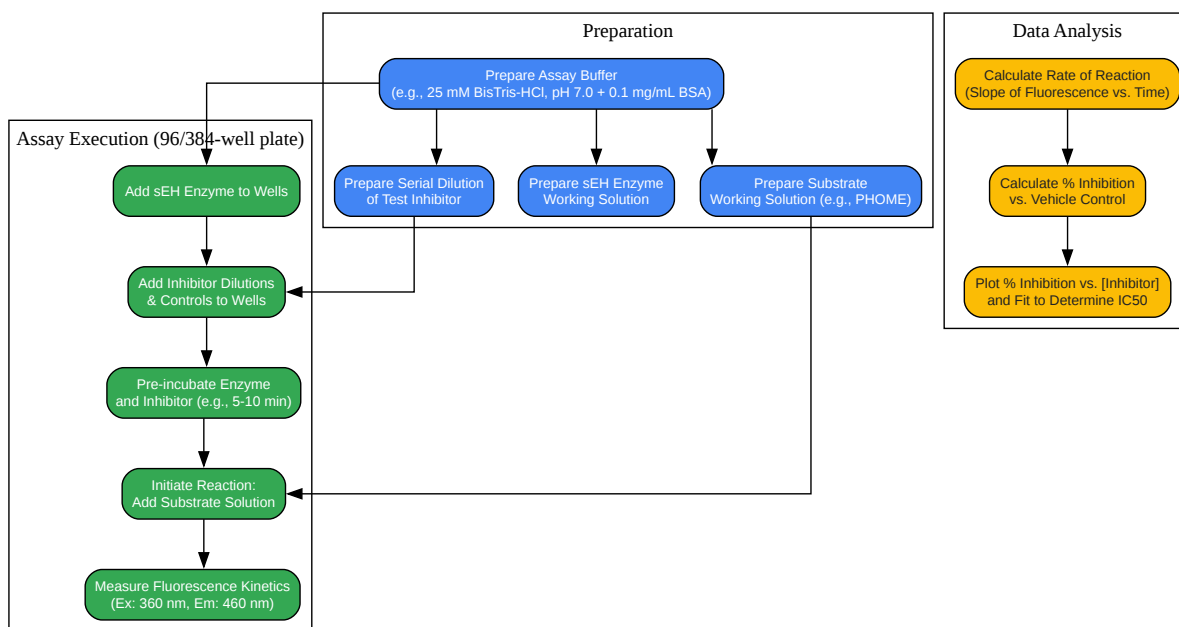 Preparation
Prepare Assay Buffer
(e.g., 25 mM BisTris-HCl, pH 7.0 + 0.1 mg/mL BSA)
Prepare Serial Dilution
of Test Inhibitor
Prepare sEH Enzyme
Working Solution
Prepare Substrate
Working Solution (e.g., PHOME)
Assay Execution (96/384-well plate)
Add sEH Enzyme to Wells
Add Inhibitor Dilutions
& Controls to Wells
Pre-incubate Enzyme
and Inhibitor (e.g., 5-10 min)
Initiate Reaction:
Add Substrate Solution
Measure Fluorescence Kinetics
(Ex: 360 nm, Em: 460 nm)
Data Analysis
Calculate Rate of Reaction
(Slope of Fluorescence vs. Time)
Calculate % Inhibition
vs. Vehicle Control
Plot % Inhibition vs. [Inhibitor]
and Fit to Determine IC50